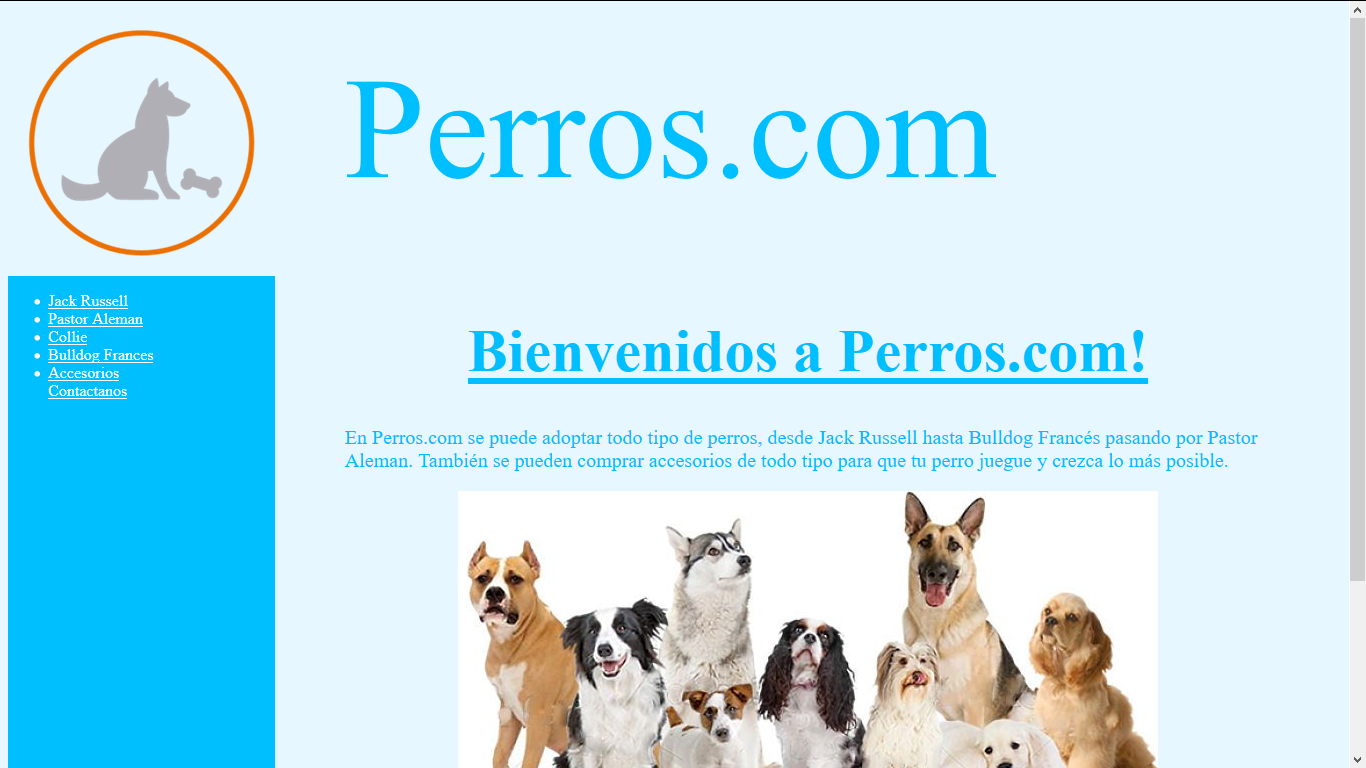 Perros.com
Jack Russell
Pastor Aleman
Collie
Bulldog Frances
Accesorios
Contactanos
Bienvenidos a Perros.com!
En Perros.com se puede adoptar todo tipo de perros, desde Jack Russell hasta Bulldog Francés pasando por Pastor
Aleman. También se pueden comprar accesorios de todo tipo para que tu perro juegue y crezca lo más posible.